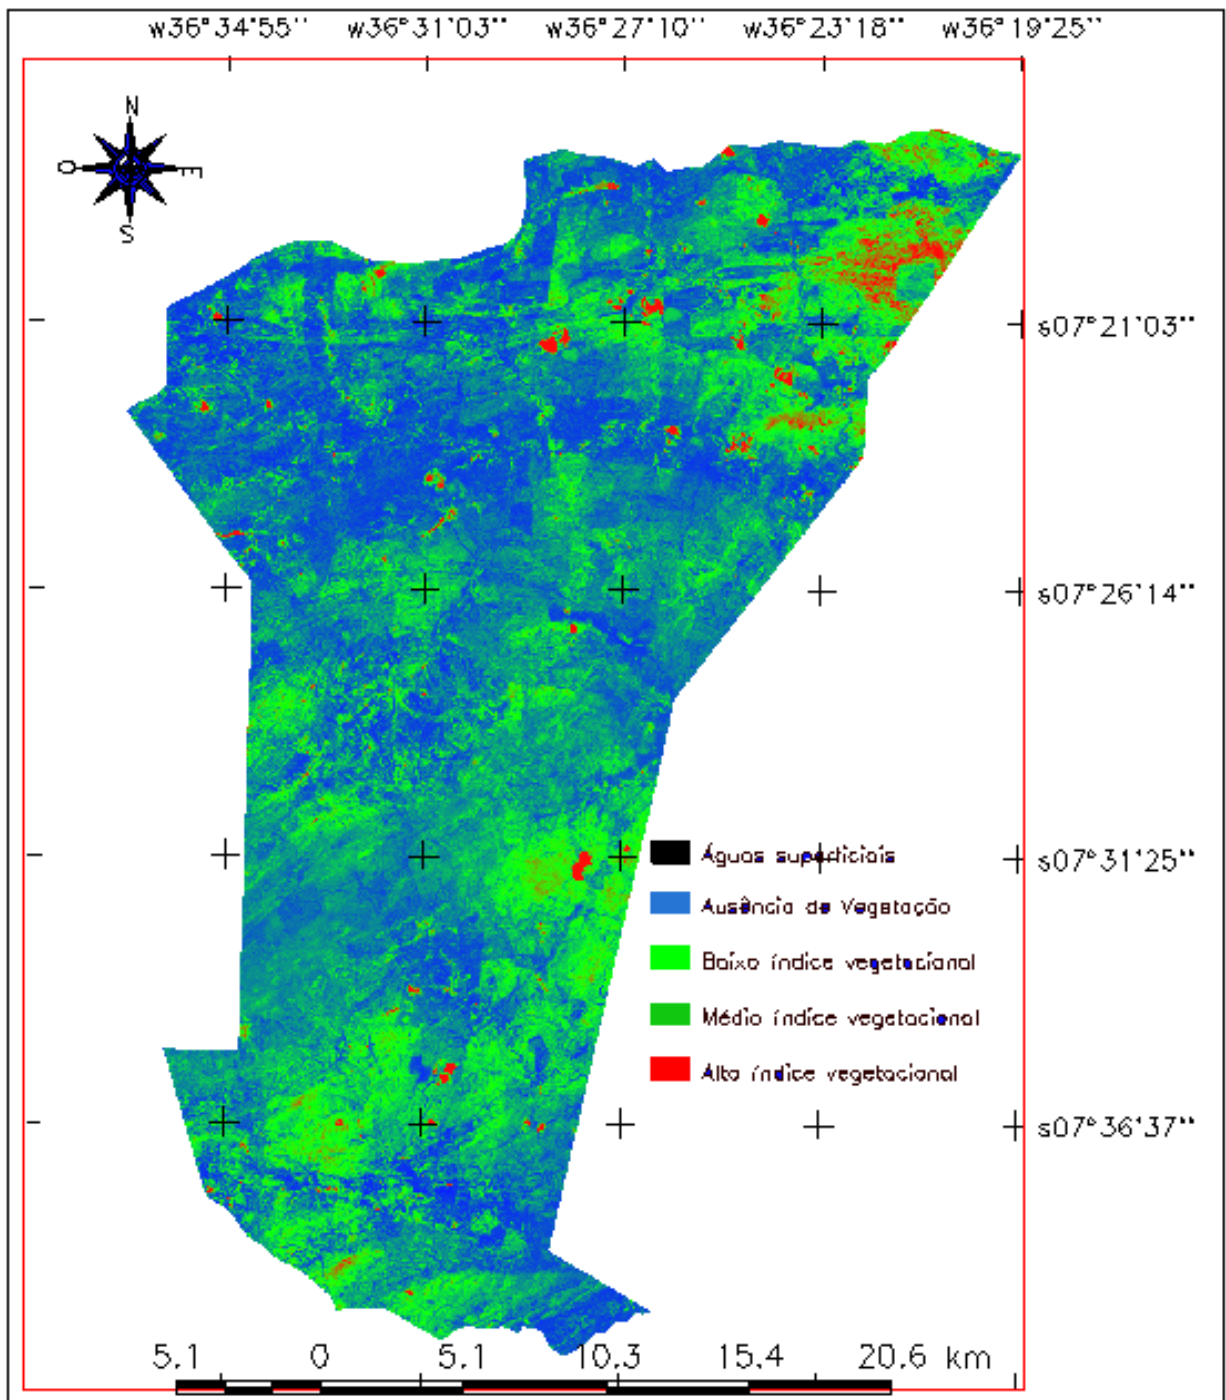 w36°34'55'' w36°31'03'' w36°27'10'' w36°23'18'' w36°19'25''
N
O E
S
s07°21'03''
s07°26'14''
s07°31'25''
s07°36'37''
Águas superficiais
Ausência de Vegetação
Baixo índice vegetacional
Médio índice vegetacional
Alto índice vegetacional
5.1 0 5.1 10.3 15.4 20.6 km